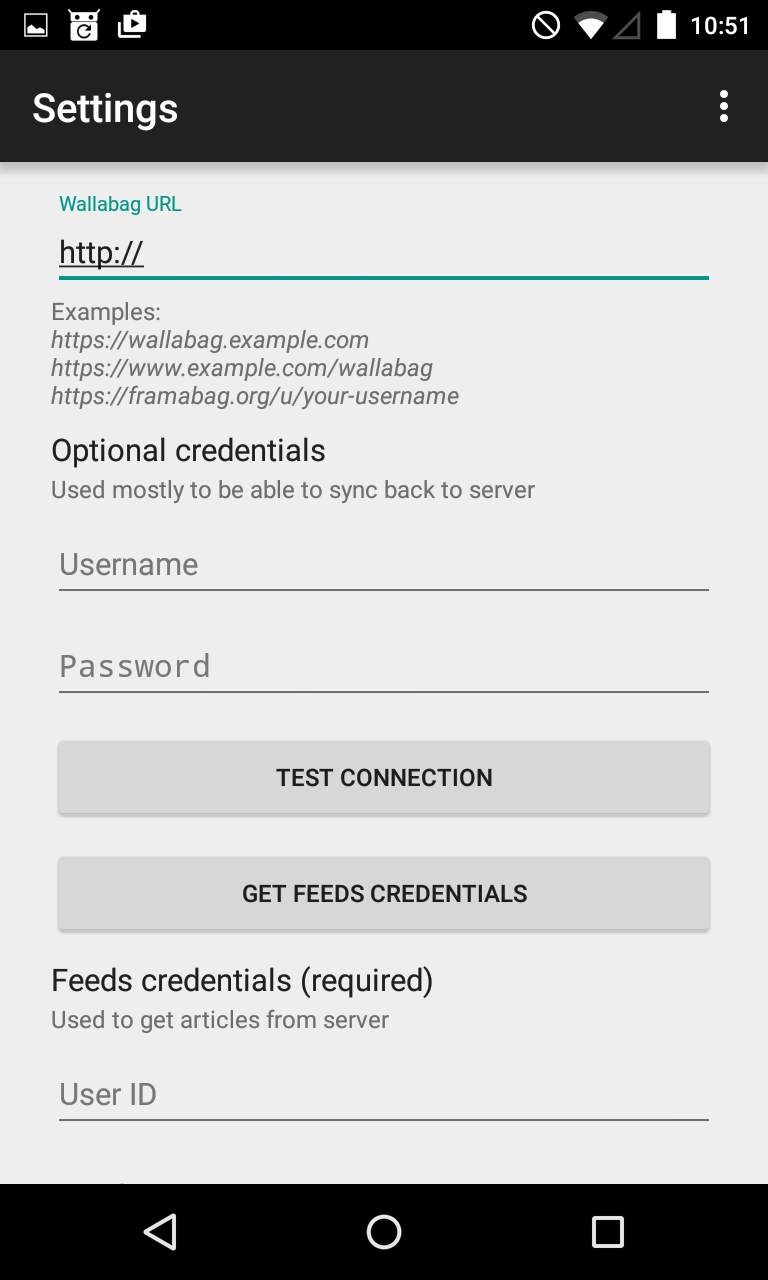 10:51
Settings
Wallabag URL
http://
Examples:
https://wallabag.example.com
https://www.example.com/wallabag
https://framabag.org/u/your-username
Optional credentials
Used mostly to be able to sync back to server
Username
Password
TEST CONNECTION
GET FEEDS CREDENTIALS
Feeds credentials (required)
Used to get articles from server
User ID